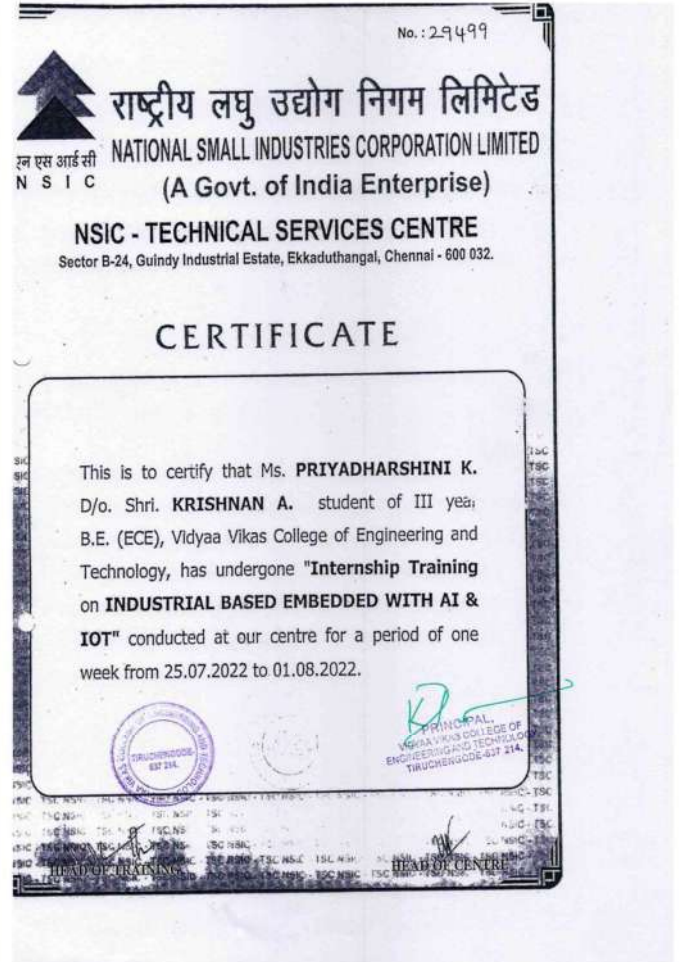 No. : 29499
राष्ट्रीय लघु उद्योग निगम लिमिटेड
एन एस आई सी
NATIONAL SMALL INDUSTRIES CORPORATION LIMITED
N S I C
(A Govt. of India Enterprise)
NSIC - TECHNICAL SERVICES CENTRE
Sector B-24, Guindy Industrial Estate, Ekkaduthangal, Chennai - 600 032.
CERTIFICATE
This is to certify that Ms. PRIYADHARSHINI K.
D/o. Shri. KRISHNAN A. student of III year
B.E. (ECE), Vidyaa Vikas College of Engineering and
Technology, has undergone "Internship Training
on INDUSTRIAL BASED EMBEDDED WITH AI &
IOT" conducted at our centre for a period of one
week from 25.07.2022 to 01.08.2022.
PRINCIPAL,
VIDYAA VIKAS COLLEGE OF
ENGINEERING AND TECHNOLOGY
TIRUCHENGODE-637 214.
TIRUCHENGODE-
637 214.
HEAD OF TRAINING
HEAD OF CENTRE